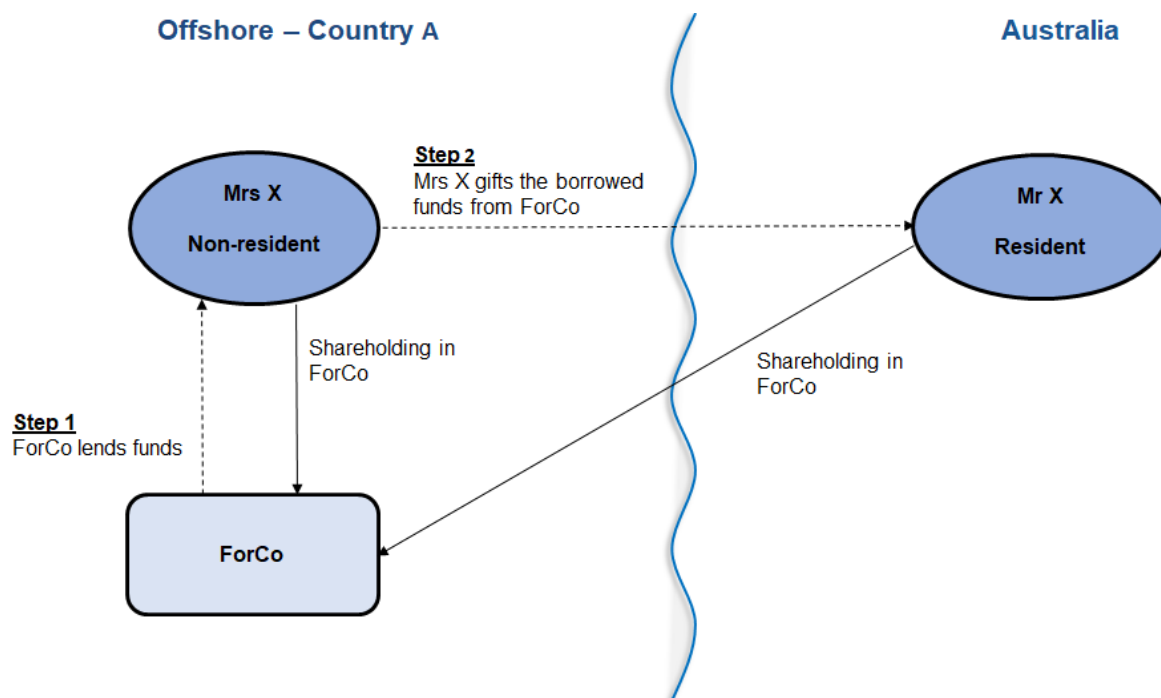 Offshore – Country A
Australia
Mrs X
Non-resident
Step 2
Mrs X gifts the borrowed
funds from ForCo
Mr X
Resident
Shareholding in
ForCo
Shareholding in
ForCo
Step 1
ForCo lends funds
ForCo